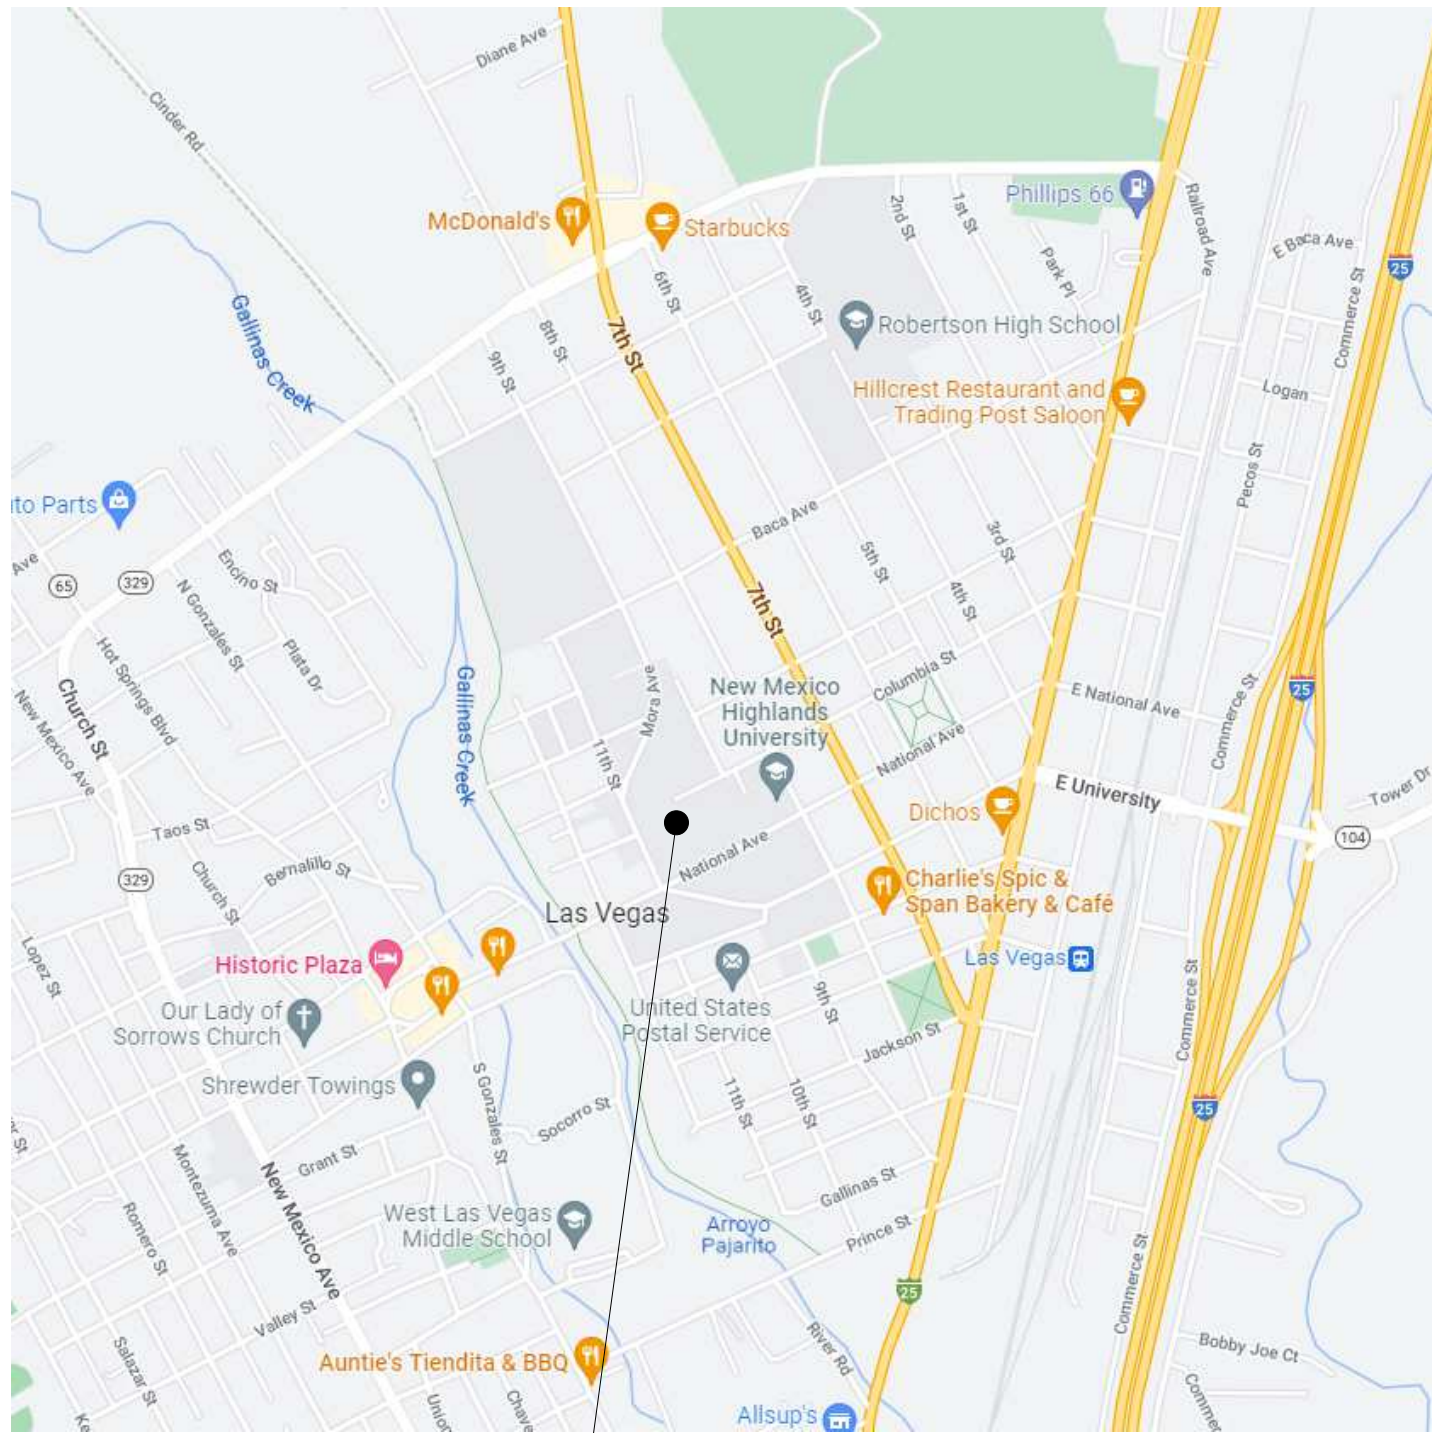 Diane Ave
Cinder Rd
McDonald's
Starbucks
Phillips 66
2nd St
1st St
Railroad Ave
Park Pl
E Baca Ave
25
6th St
4th St
Gallinas Creek
8th St
7th St
9th St
Robertson High School
Commerce St
Hillcrest Restaurant and
Trading Post Saloon
Logan
Pecos St
ito Parts
Baca Ave
3rd St
5th St
Ave
65
329
Encino St
N Gonzales St
4th St
7th St
Plata Dr
Hot Springs Blvd
Church St
New Mexico Ave
Gallinas Creek
Mora Ave
New Mexico
Highlands
University
Columbia St
E National Ave
25
Commerce St
11th St
National Ave
E University
Tower Dr
Dichos
104
Taos St
National Ave
Bernalillo St
329
Church St
Charlie's Spic &
Span Bakery & Café
Las Vegas
Lopez St
Historic Plaza
Las Vegas
Our Lady of
Sorrows Church
United States
Postal Service
9th St
Jackson St
Commerce St
Shrewder Towings
S Gonzales St
Socorro St
11th St
10th St
25
Grant St
Montezuma Ave
New Mexico Ave
Gallinas St
Romero St
West Las Vegas
Middle School
Arroyo
Pajarito
Prince St
25
Commerce St
Valley St
River Rd
Bobby Joe Ct
Salazar St
Auntie's Tiendita & BBQ
Union
Chave
Allsup's
Commer
Ke